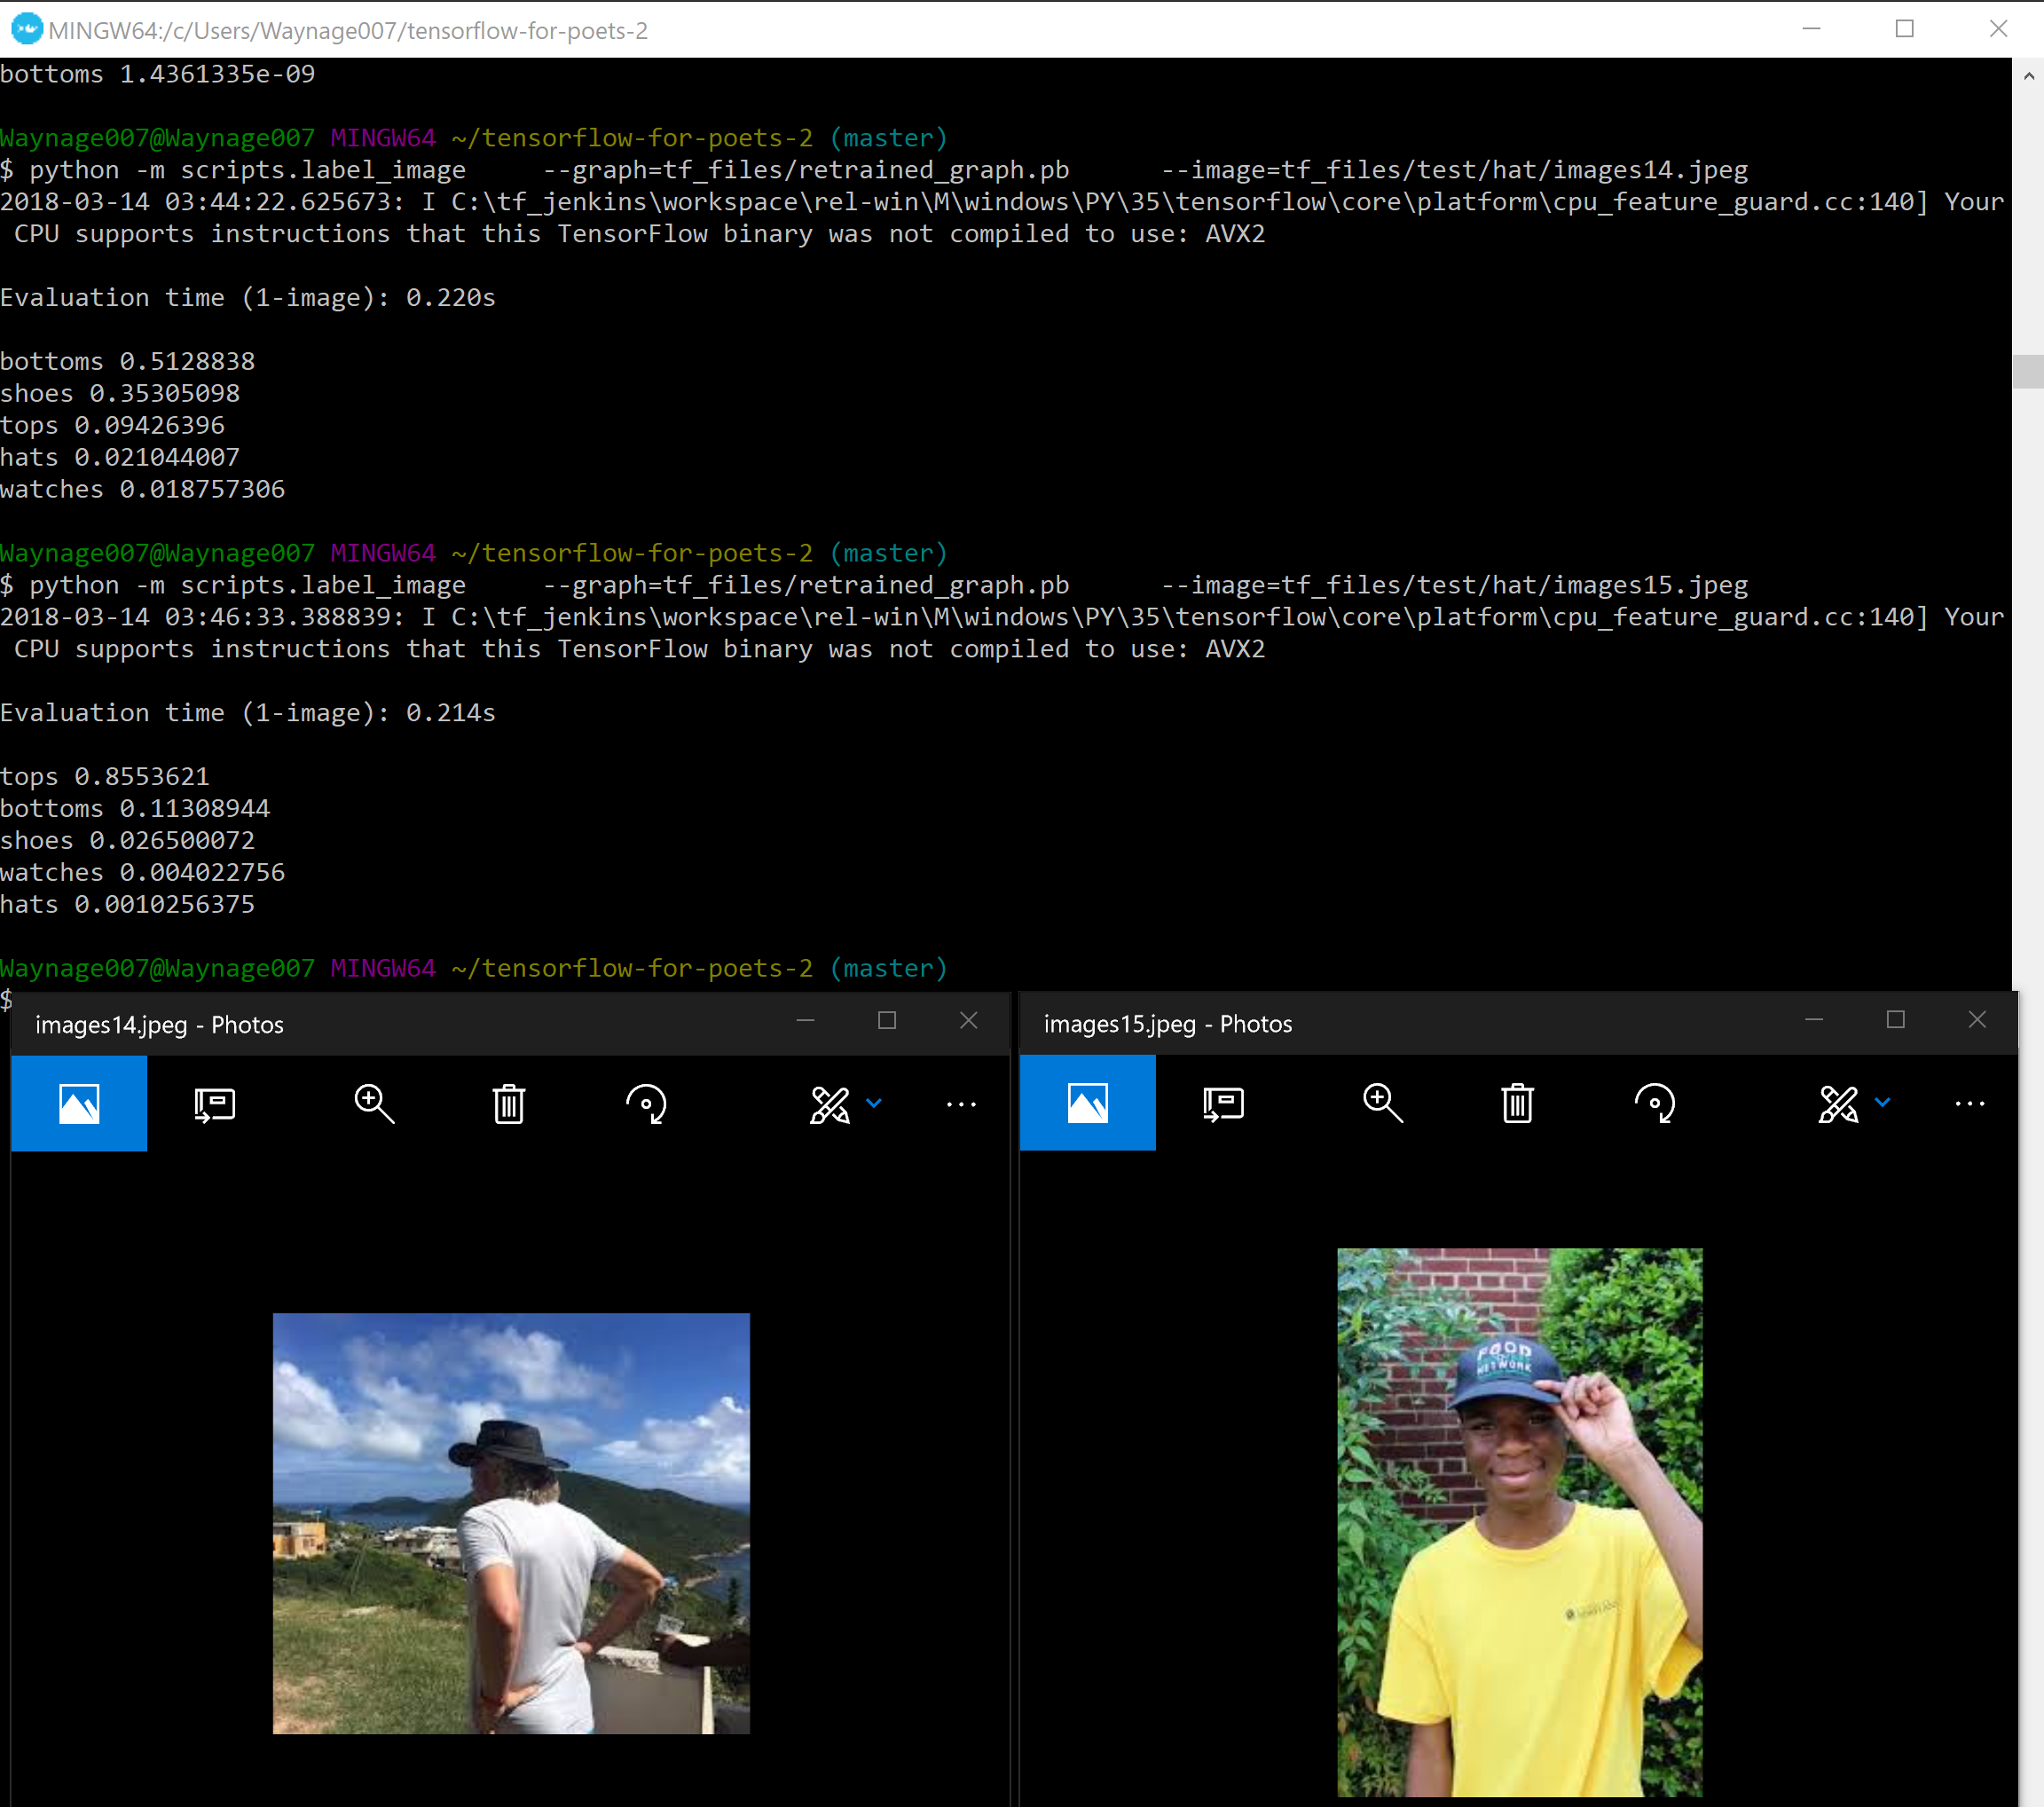 MINGW64:/c/Users/Waynage007/tensorflow-for-poets-2
bottoms 1.4361335e-09
Waynage007@Waynage007 MINGW64 ~/tensorflow-for-poets-2 (master)
$ python -m scripts.label_image     --graph=tf_files/retrained_graph.pb      --image=tf_files/test/hat/images14.jpeg
2018-03-14 03:44:22.625673: I C:\tf_jenkins\workspace\rel-win\M\windows\PY\35\tensorflow\core\platform\cpu_feature_guard.cc:140] Your
CPU supports instructions that this TensorFlow binary was not compiled to use: AVX2
Evaluation time (1-image): 0.220s
bottoms 0.5128838
shoes 0.35305098
tops 0.09426396
hats 0.021044007
watches 0.018757306
Waynage007@Waynage007 MINGW64 ~/tensorflow-for-poets-2 (master)
$ python -m scripts.label_image     --graph=tf_files/retrained_graph.pb      --image=tf_files/test/hat/images15.jpeg
2018-03-14 03:46:33.388839: I C:\tf_jenkins\workspace\rel-win\M\windows\PY\35\tensorflow\core\platform\cpu_feature_guard.cc:140] Your
CPU supports instructions that this TensorFlow binary was not compiled to use: AVX2
Evaluation time (1-image): 0.214s
tops 0.8553621
bottoms 0.11308944
shoes 0.026500072
watches 0.004022756
hats 0.0010256375
Waynage007@Waynage007 MINGW64 ~/tensorflow-for-poets-2 (master)
$
images14.jpeg - Photos
images15.jpeg - Photos
FOOD
NETWORK